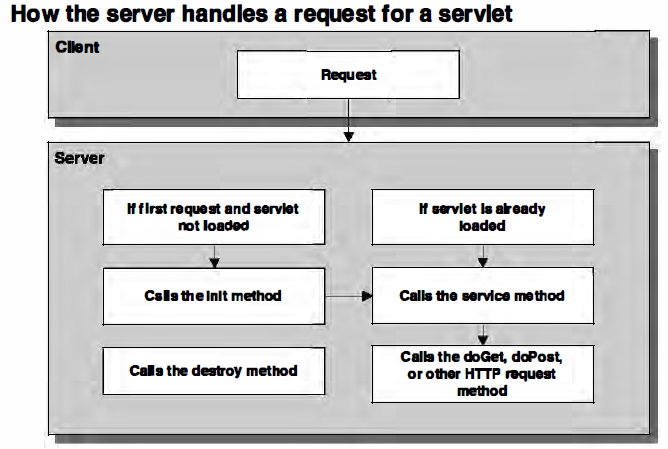 How the server handles a request for a servlet
Client
Request
Server
If first request and servlet
not loaded
If servlet is already
loaded
Calls the init method
Calls the service method
Calls the destroy method
Calls the doGet, doPost,
or other HTTP request
method